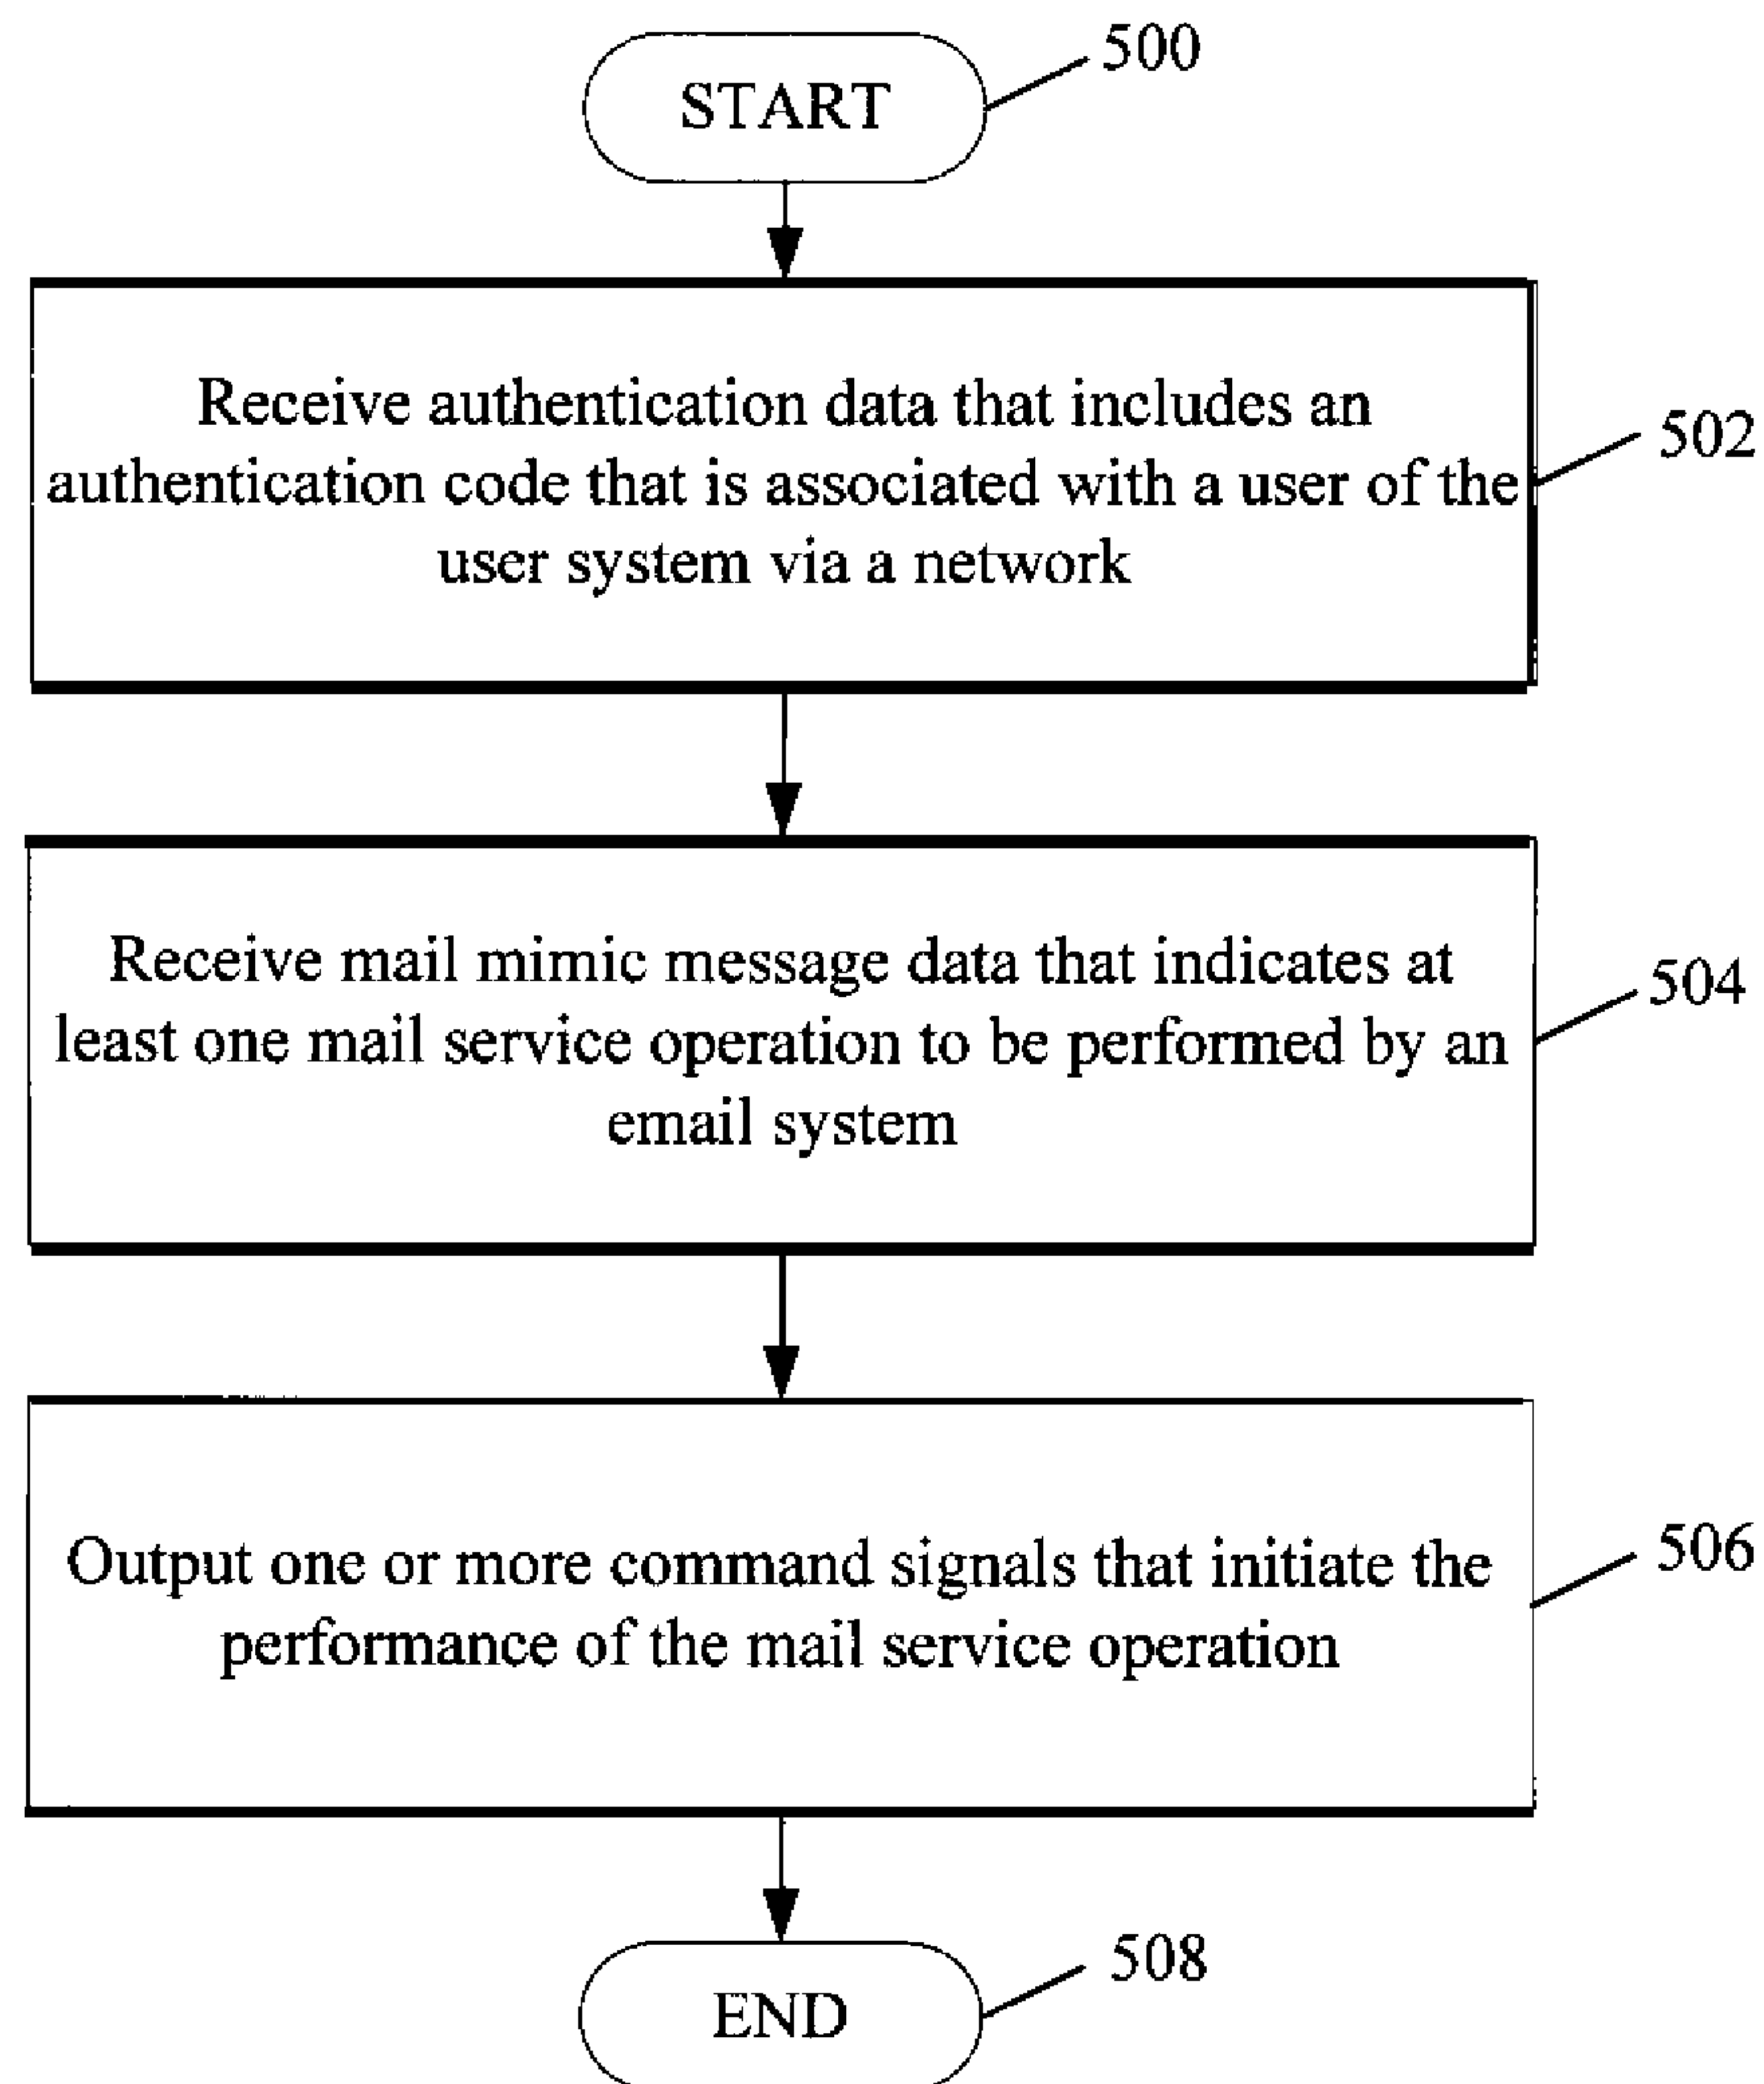 START
500
Receive authentication data that includes an
authentication code that is associated with a user of the
user system via a network
502
Receive mail mimic message data that indicates at
least one mail service operation to be performed by an
email system
504
Output one or more command signals that initiate the
performance of the mail service operation
506
END
508